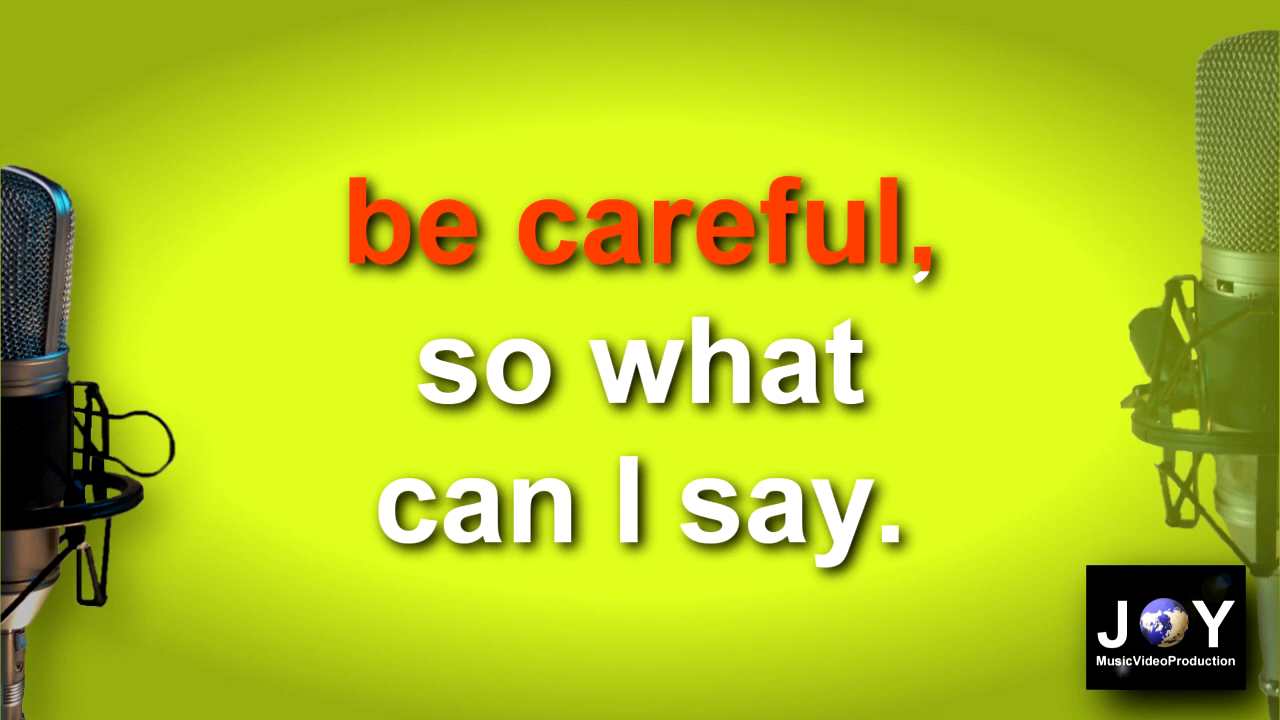 be careful,
so what
can I say.
JOY
MusicVideoProduction